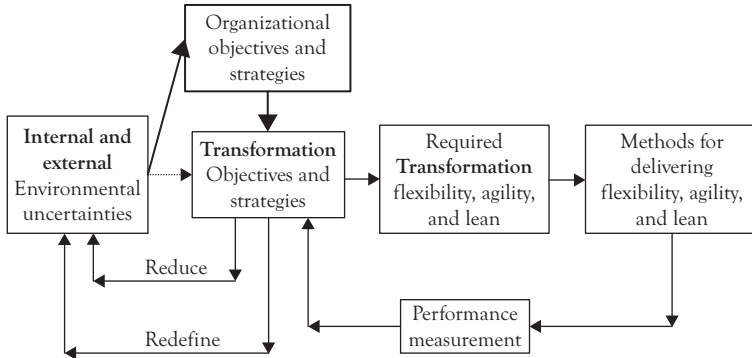 Organizational
objectives and
strategies
Internal and
external
Environmental
uncertainties
Transformation
Objectives and
strategies
Required
Transformation
flexibility, agility,
and lean
Methods for
delivering
flexibility, agility,
and lean
Reduce
Redefine
Performance
measurement